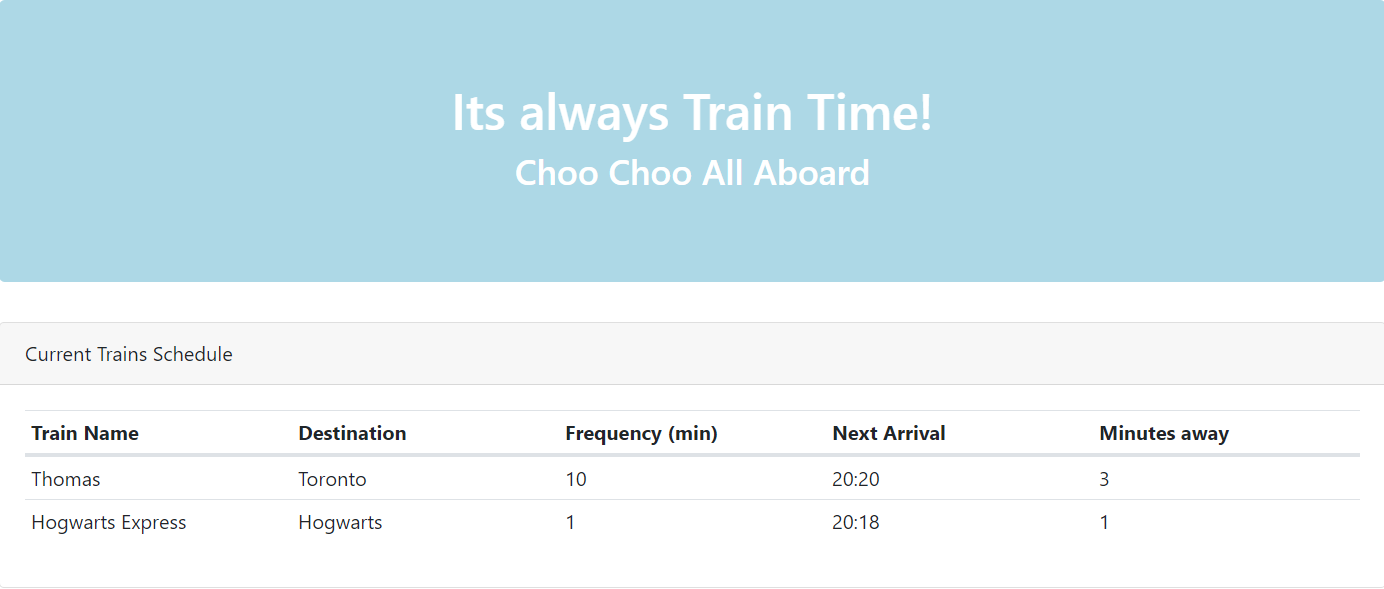 Its always Train Time!
Choo Choo All Aboard
Current Trains Schedule
Train Name Destination Frequency (min) Next Arrival Minutes away
Thomas Toronto 10 20:20 3
Hogwarts Express Hogwarts 1 20:18 1